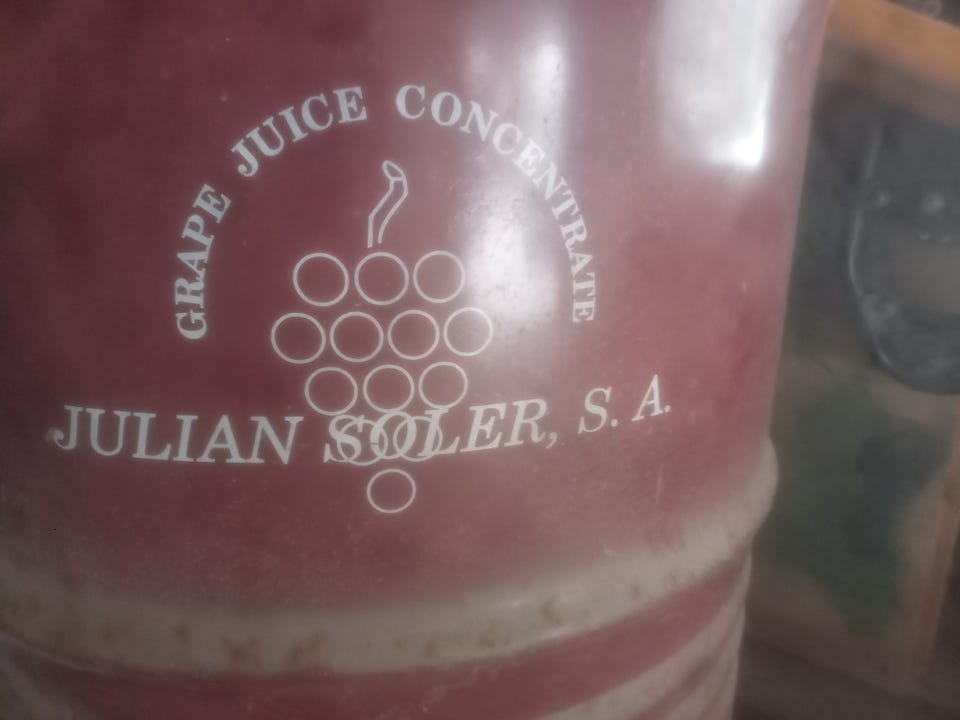 GRAPE JUICE CONCENTRATE
JULIAN SOLER, S. A.